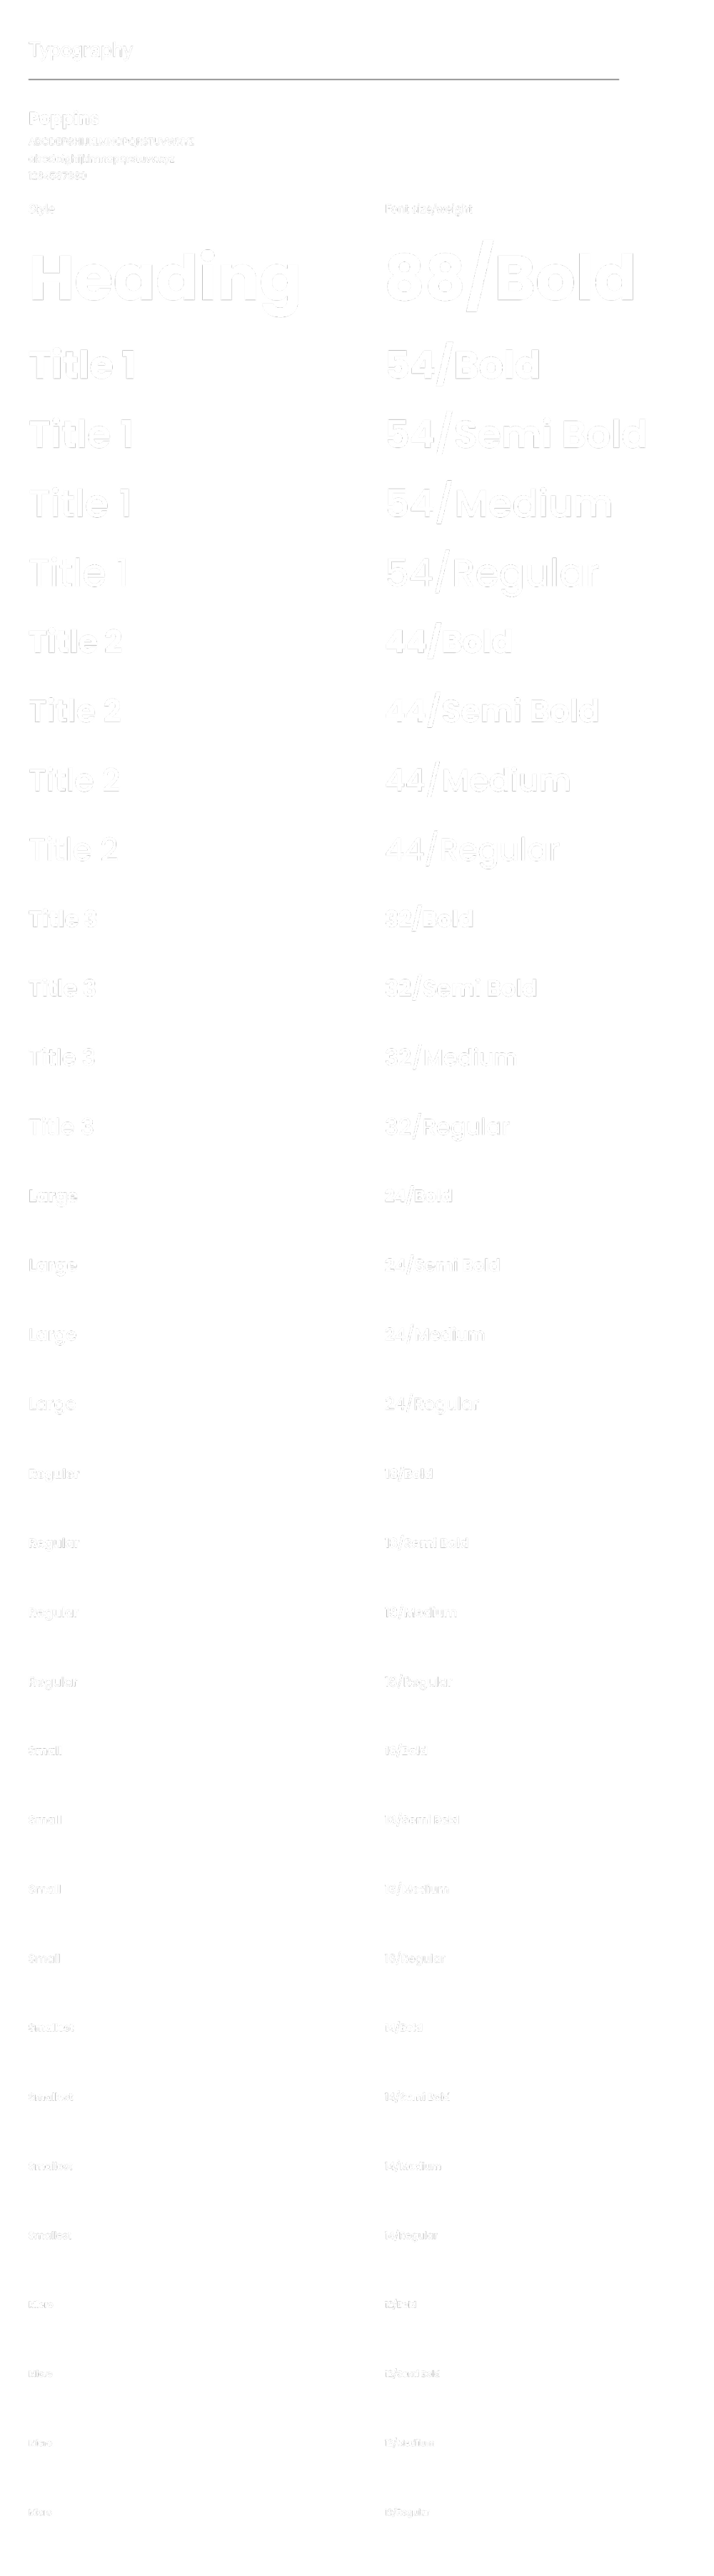 Typography
Poppins
ABCDEFGHIJKLMNOPQRSTUVWXYZ
abcdefghijklmnopqrstuvwxyz
1234567890
Style Font size/weight
Heading 88/Bold
Title 1 54/Bold
Title 1 54/Semi Bold
Title 1 54/Medium
Title 1 54/Regular
Title 2 44/Bold
Title 2 44/Semi Bold
Title 2 44/Medium
Title 2 44/Regular
Title 3 32/Bold
Title 3 32/Semi Bold
Title 3 32/Medium
Title 3 32/Regular
Large 24/Bold
Large 24/Semi Bold
Large 24/Medium
Large 24/Regular
Regular 18/Bold
Regular 18/Semi Bold
Regular 18/Medium
Regular 18/Regular
Small 16/Bold
Small 16/Semi Bold
Small 16/Medium
Small 16/Regular
Smallest 14/Bold
Smallest 14/Semi Bold
Smallest 14/Medium
Smallest 14/Regular
Micro 12/Bold
Micro 12/Semi Bold
Micro 12/Medium
Micro 12/Regular